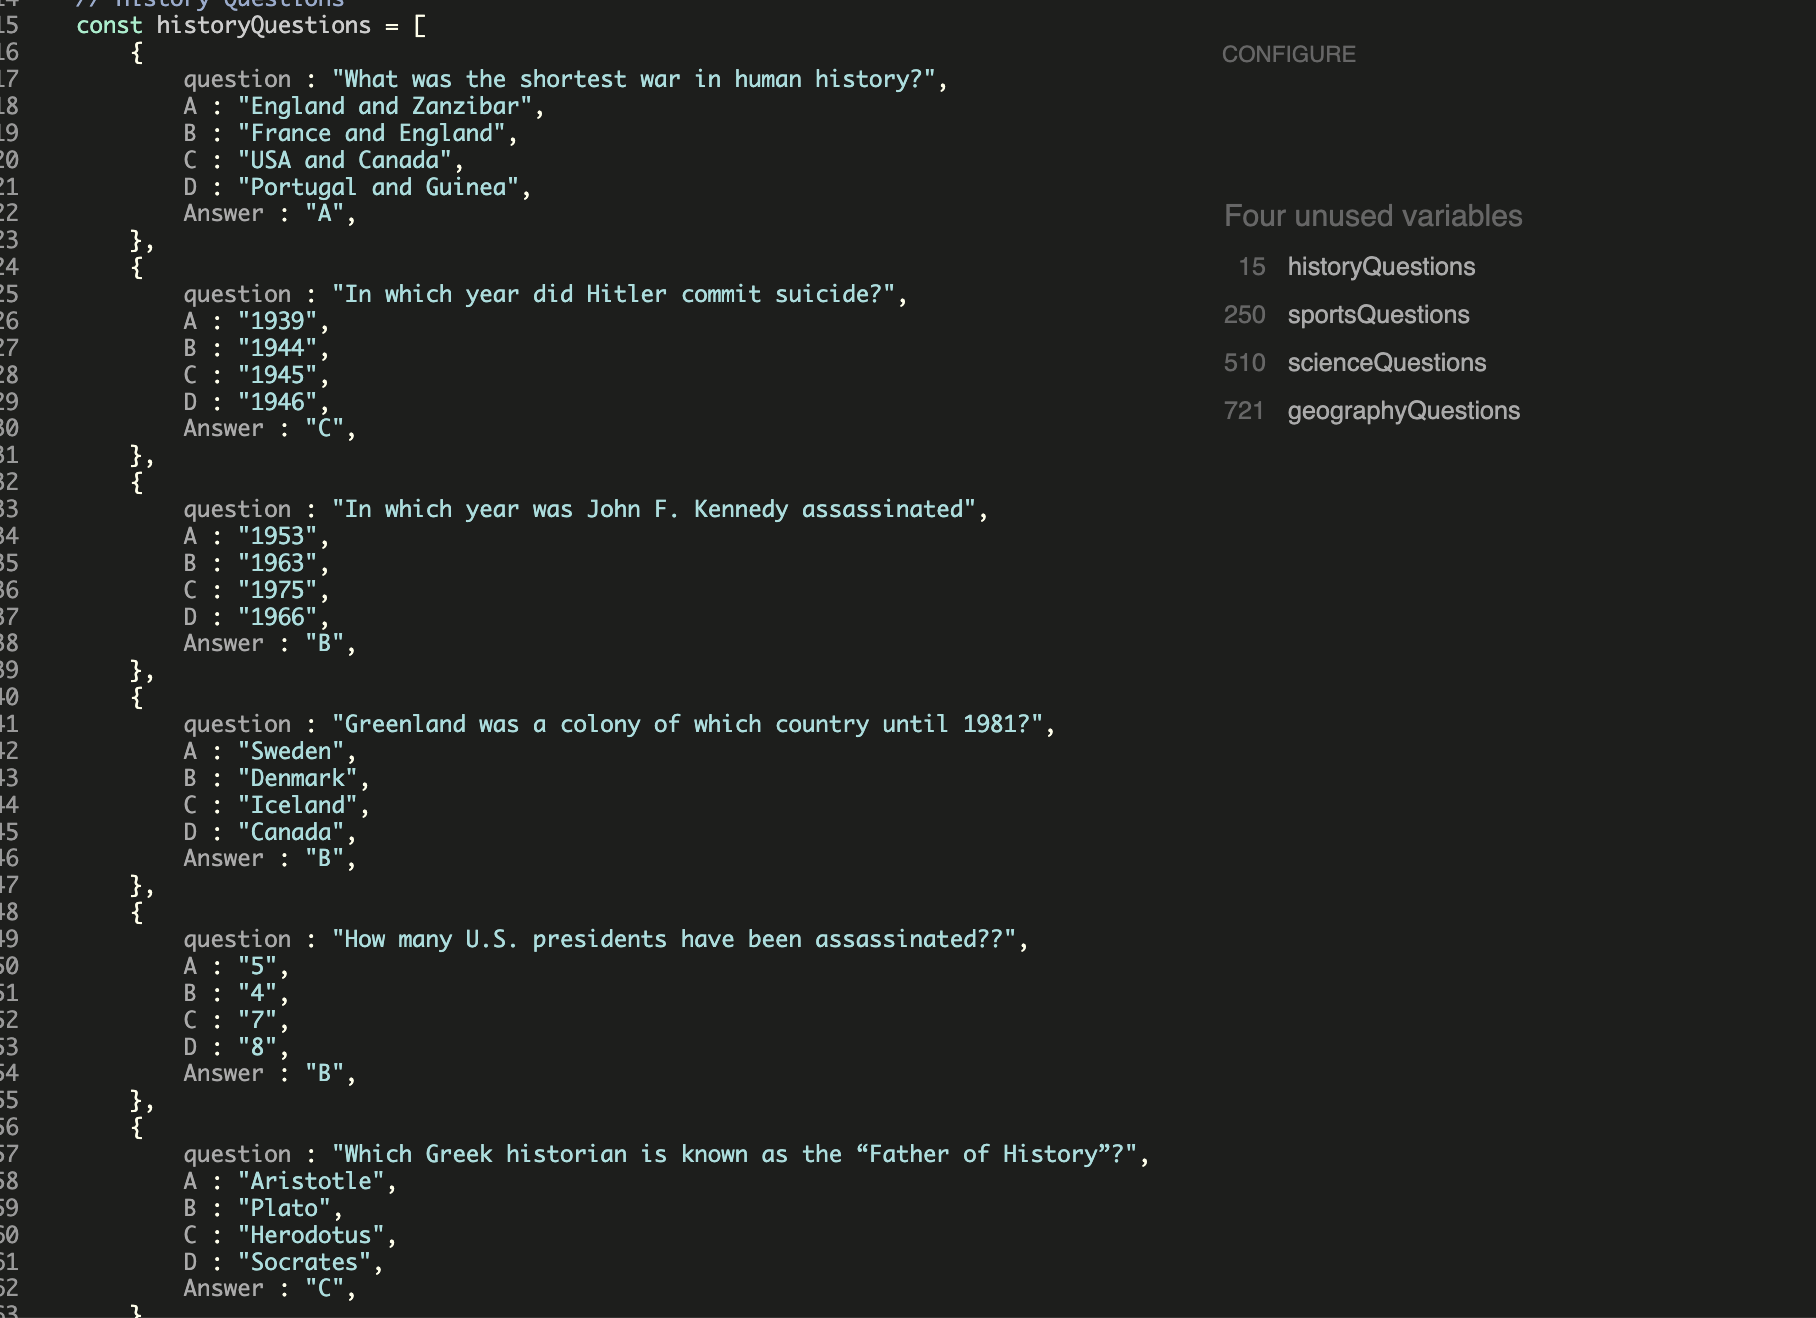 // History Questions
15 const historyQuestions = [
16 {
17 question : "What was the shortest war in human history?",
18 A : "England and Zanzibar",
19 B : "France and England",
20 C : "USA and Canada",
21 D : "Portugal and Guinea",
22 Answer : "A",
23 },
24 {
25 question : "In which year did Hitler commit suicide?",
26 A : "1939",
27 B : "1944",
28 C : "1945",
29 D : "1946",
30 Answer : "C",
31 },
32 {
33 question : "In which year was John F. Kennedy assassinated",
34 A : "1953",
35 B : "1963",
36 C : "1975",
37 D : "1966",
38 Answer : "B",
39 },
40 {
41 question : "Greenland was a colony of which country until 1981?",
42 A : "Sweden",
43 B : "Denmark",
44 C : "Iceland",
45 D : "Canada",
46 Answer : "B",
47 },
48 {
49 question : "How many U.S. presidents have been assassinated??",
50 A : "5",
51 B : "4",
52 C : "7",
53 D : "8",
54 Answer : "B",
55 },
56 {
57 question : "Which Greek historian is known as the “Father of History”?",
58 A : "Aristotle",
59 B : "Plato",
60 C : "Herodotus",
61 D : "Socrates",
62 Answer : "C",
63 }
CONFIGURE
Four unused variables
15 historyQuestions
250 sportsQuestions
510 scienceQuestions
721 geographyQuestions